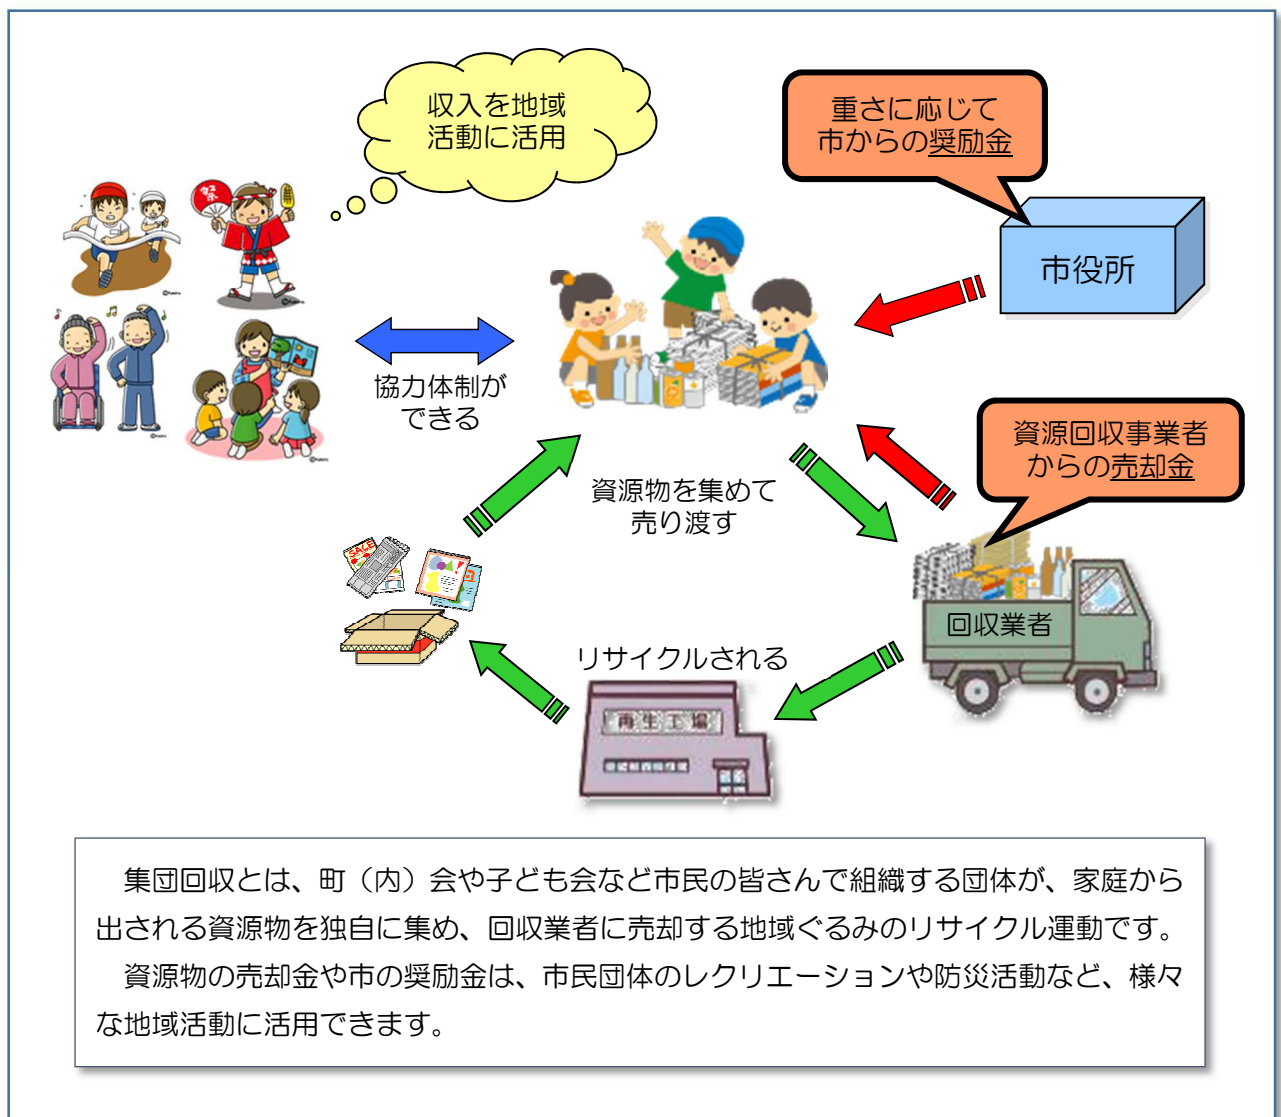 収入を地域
活動に活用
重さに応じて
市からの奨励金
市役所
祭
協力体制が
できる
資源回収事業者
からの売却金
資源物を集めて
売り渡す
SALE
回収業者
リサイクルされる
再生工場
　集団回収とは、町（内）会や子ども会など市民の皆さんで組織する団体が、家庭から
出される資源物を独自に集め、回収業者に売却する地域ぐるみのリサイクル運動です。
　資源物の売却金や市の奨励金は、市民団体のレクリエーションや防災活動など、様々
な地域活動に活用できます。